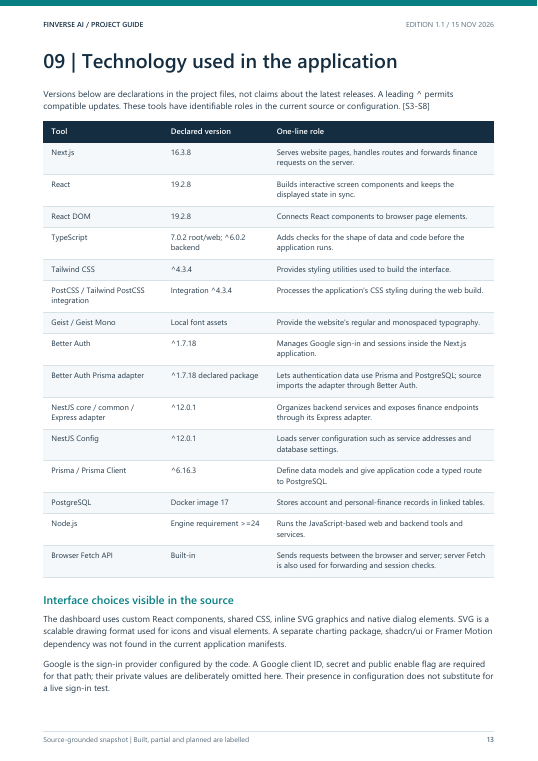 FINVERSE AI / PROJECT GUIDE
EDITION 1.1 / 15 NOV 2026
09 | Technology used in the application
Versions below are declarations in the project files, not claims about the latest releases. A leading ^ permits
compatible updates. These tools have identifiable roles in the current source or configuration. [S3-S8]
Tool Declared version One-line role
Next.js 16.3.8 Serves website pages, handles routes and forwards finance
requests on the server.
React 19.2.8 Builds interactive screen components and keeps the
displayed state in sync.
React DOM 19.2.8 Connects React components to browser page elements.
TypeScript 7.0.2 root/web; ^6.0.2 Adds checks for the shape of data and code before the
backend application runs.
Tailwind CSS ^4.3.4 Provides styling utilities used to build the interface.
PostCSS / Tailwind PostCSS Integration ^4.3.4 Processes the application's CSS styling during the web build.
integration
Geist / Geist Mono Local font assets Provide the website's regular and monospaced typography.
Better Auth ^1.7.18 Manages Google sign-in and sessions inside the Next.js
application.
Better Auth Prisma adapter ^1.7.18 declared package Lets authentication data use Prisma and PostgreSQL; source
imports the adapter through Better Auth.
NestJS core / common / ^12.0.1 Organizes backend services and exposes finance endpoints
Express adapter through its Express adapter.
NestJS Config ^12.0.1 Loads server configuration such as service addresses and
database settings.
Prisma / Prisma Client ^6.16.3 Define data models and give application code a typed route
to PostgreSQL.
PostgreSQL Docker image 17 Stores account and personal-finance records in linked tables.
Node.js Engine requirement >=24 Runs the JavaScript-based web and backend tools and
services.
Browser Fetch API Built-in Sends requests between the browser and server; server Fetch
is also used for forwarding and session checks.
Interface choices visible in the source
The dashboard uses custom React components, shared CSS, inline SVG graphics and native dialog elements. SVG is a
scalable drawing format used for icons and visual elements. A separate charting package, shadcn/ui or Framer Motion
dependency was not found in the current application manifests.
Google is the sign-in provider configured by the code. A Google client ID, secret and public enable flag are required
for that path; their private values are deliberately omitted here. Their presence in configuration does not substitute for
a live sign-in test.
Source-grounded snapshot | Built, partial and planned are labelled
13